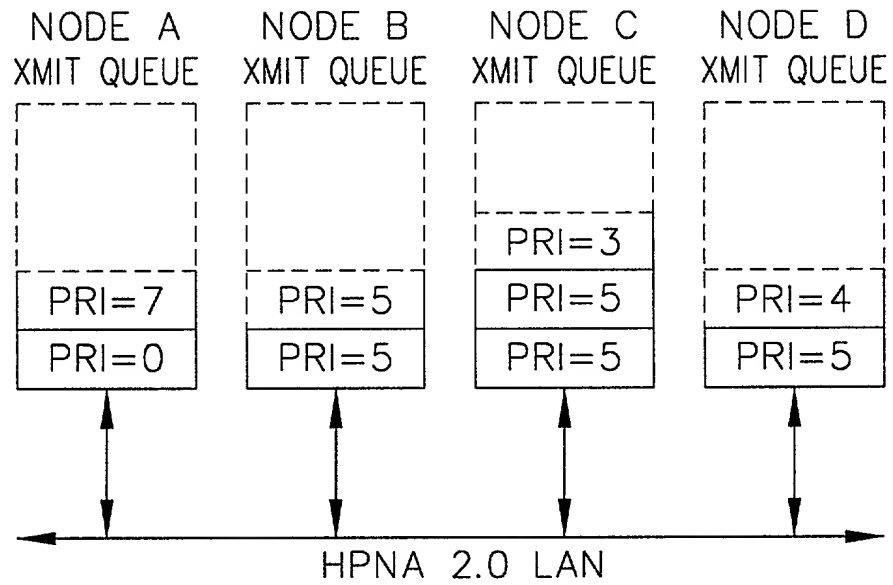 NODE A NODE B NODE C NODE D
XMIT QUEUE XMIT QUEUE XMIT QUEUE XMIT QUEUE
PRI=3
PRI=7 PRI=5 PRI=5 PRI=4
PRI=0 PRI=5 PRI=5 PRI=5
HPNA 2.0 LAN